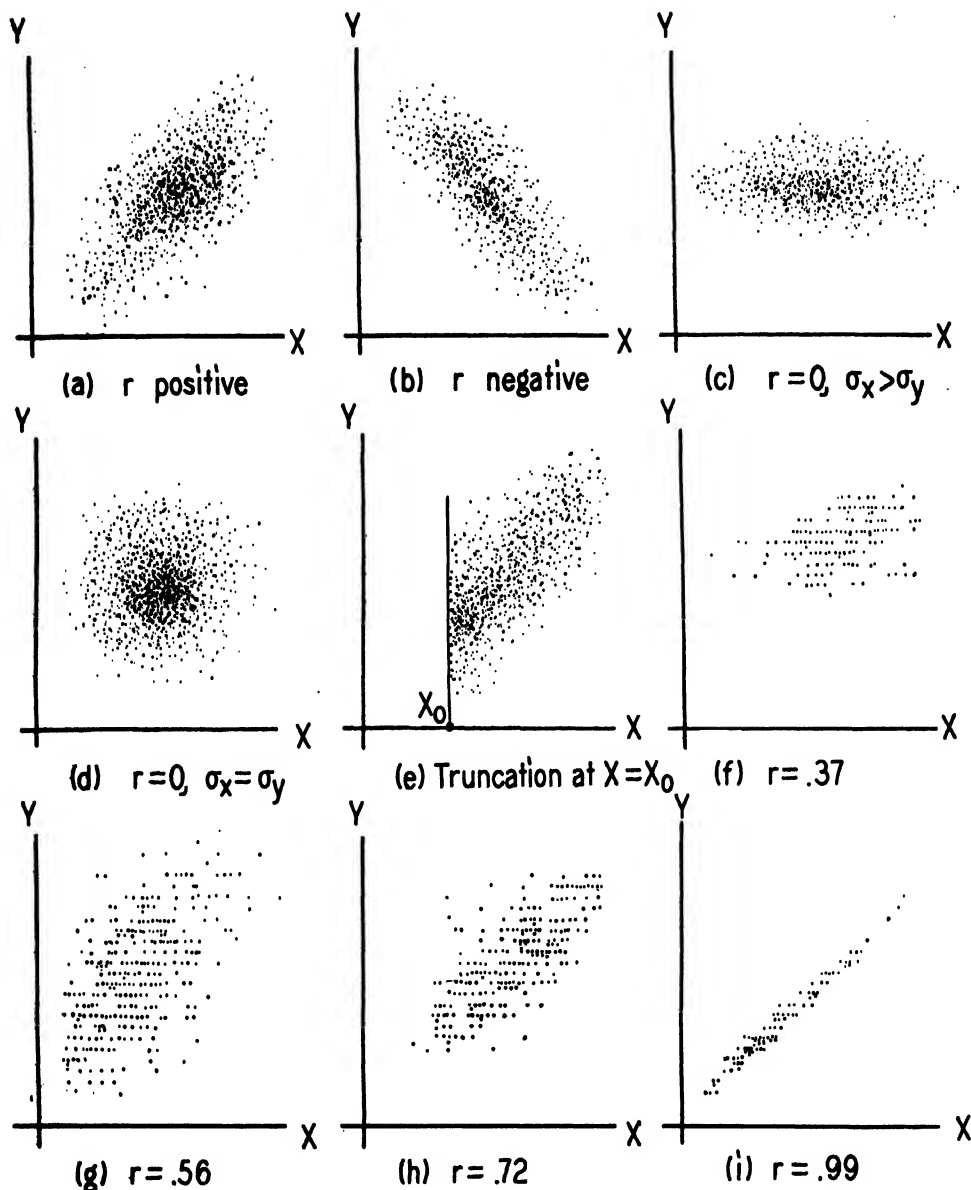 Y
Y
Y
X
X
X
(a) r positive
(b) r negative
(c) r=0, σx>σy
Y
Y
Y
X₀
X
X
X
(d) r=0, σx=σy
(e) Truncation at X=X₀
(f) r=.37
Y
Y
Y
X
X
X
(g) r=.56
(h) r=.72
(i) r=.99